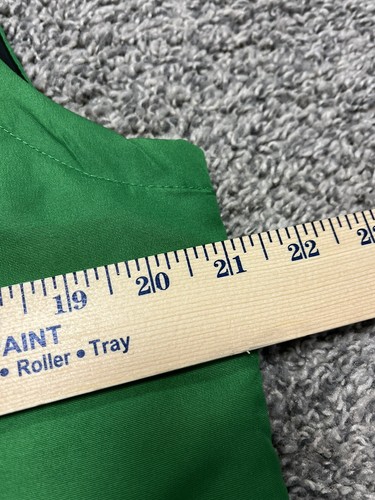 19 20 21 22
AINT
• Roller • Tray